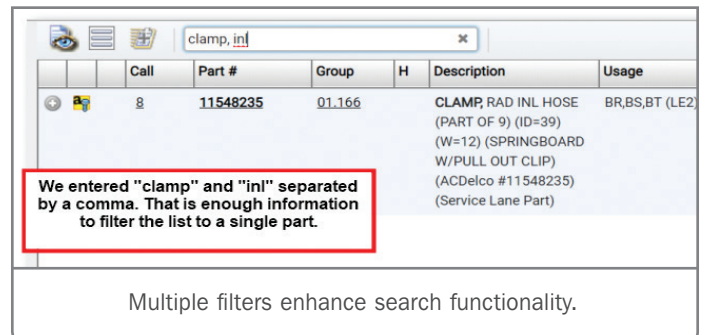 clamp, inl
Call Part # Group H Description Usage
8 11548235 01.166 CLAMP, RAD INL HOSE BR,BS,BT (LE2)
(PART OF 9) (ID=39)
(W=12) (SPRINGBOARD
W/PULL OUT CLIP)
(ACDelco #11548235)
(Service Lane Part)
We entered "clamp" and "inl" separated
by a comma. That is enough information
to filter the list to a single part.
Multiple filters enhance search functionality.